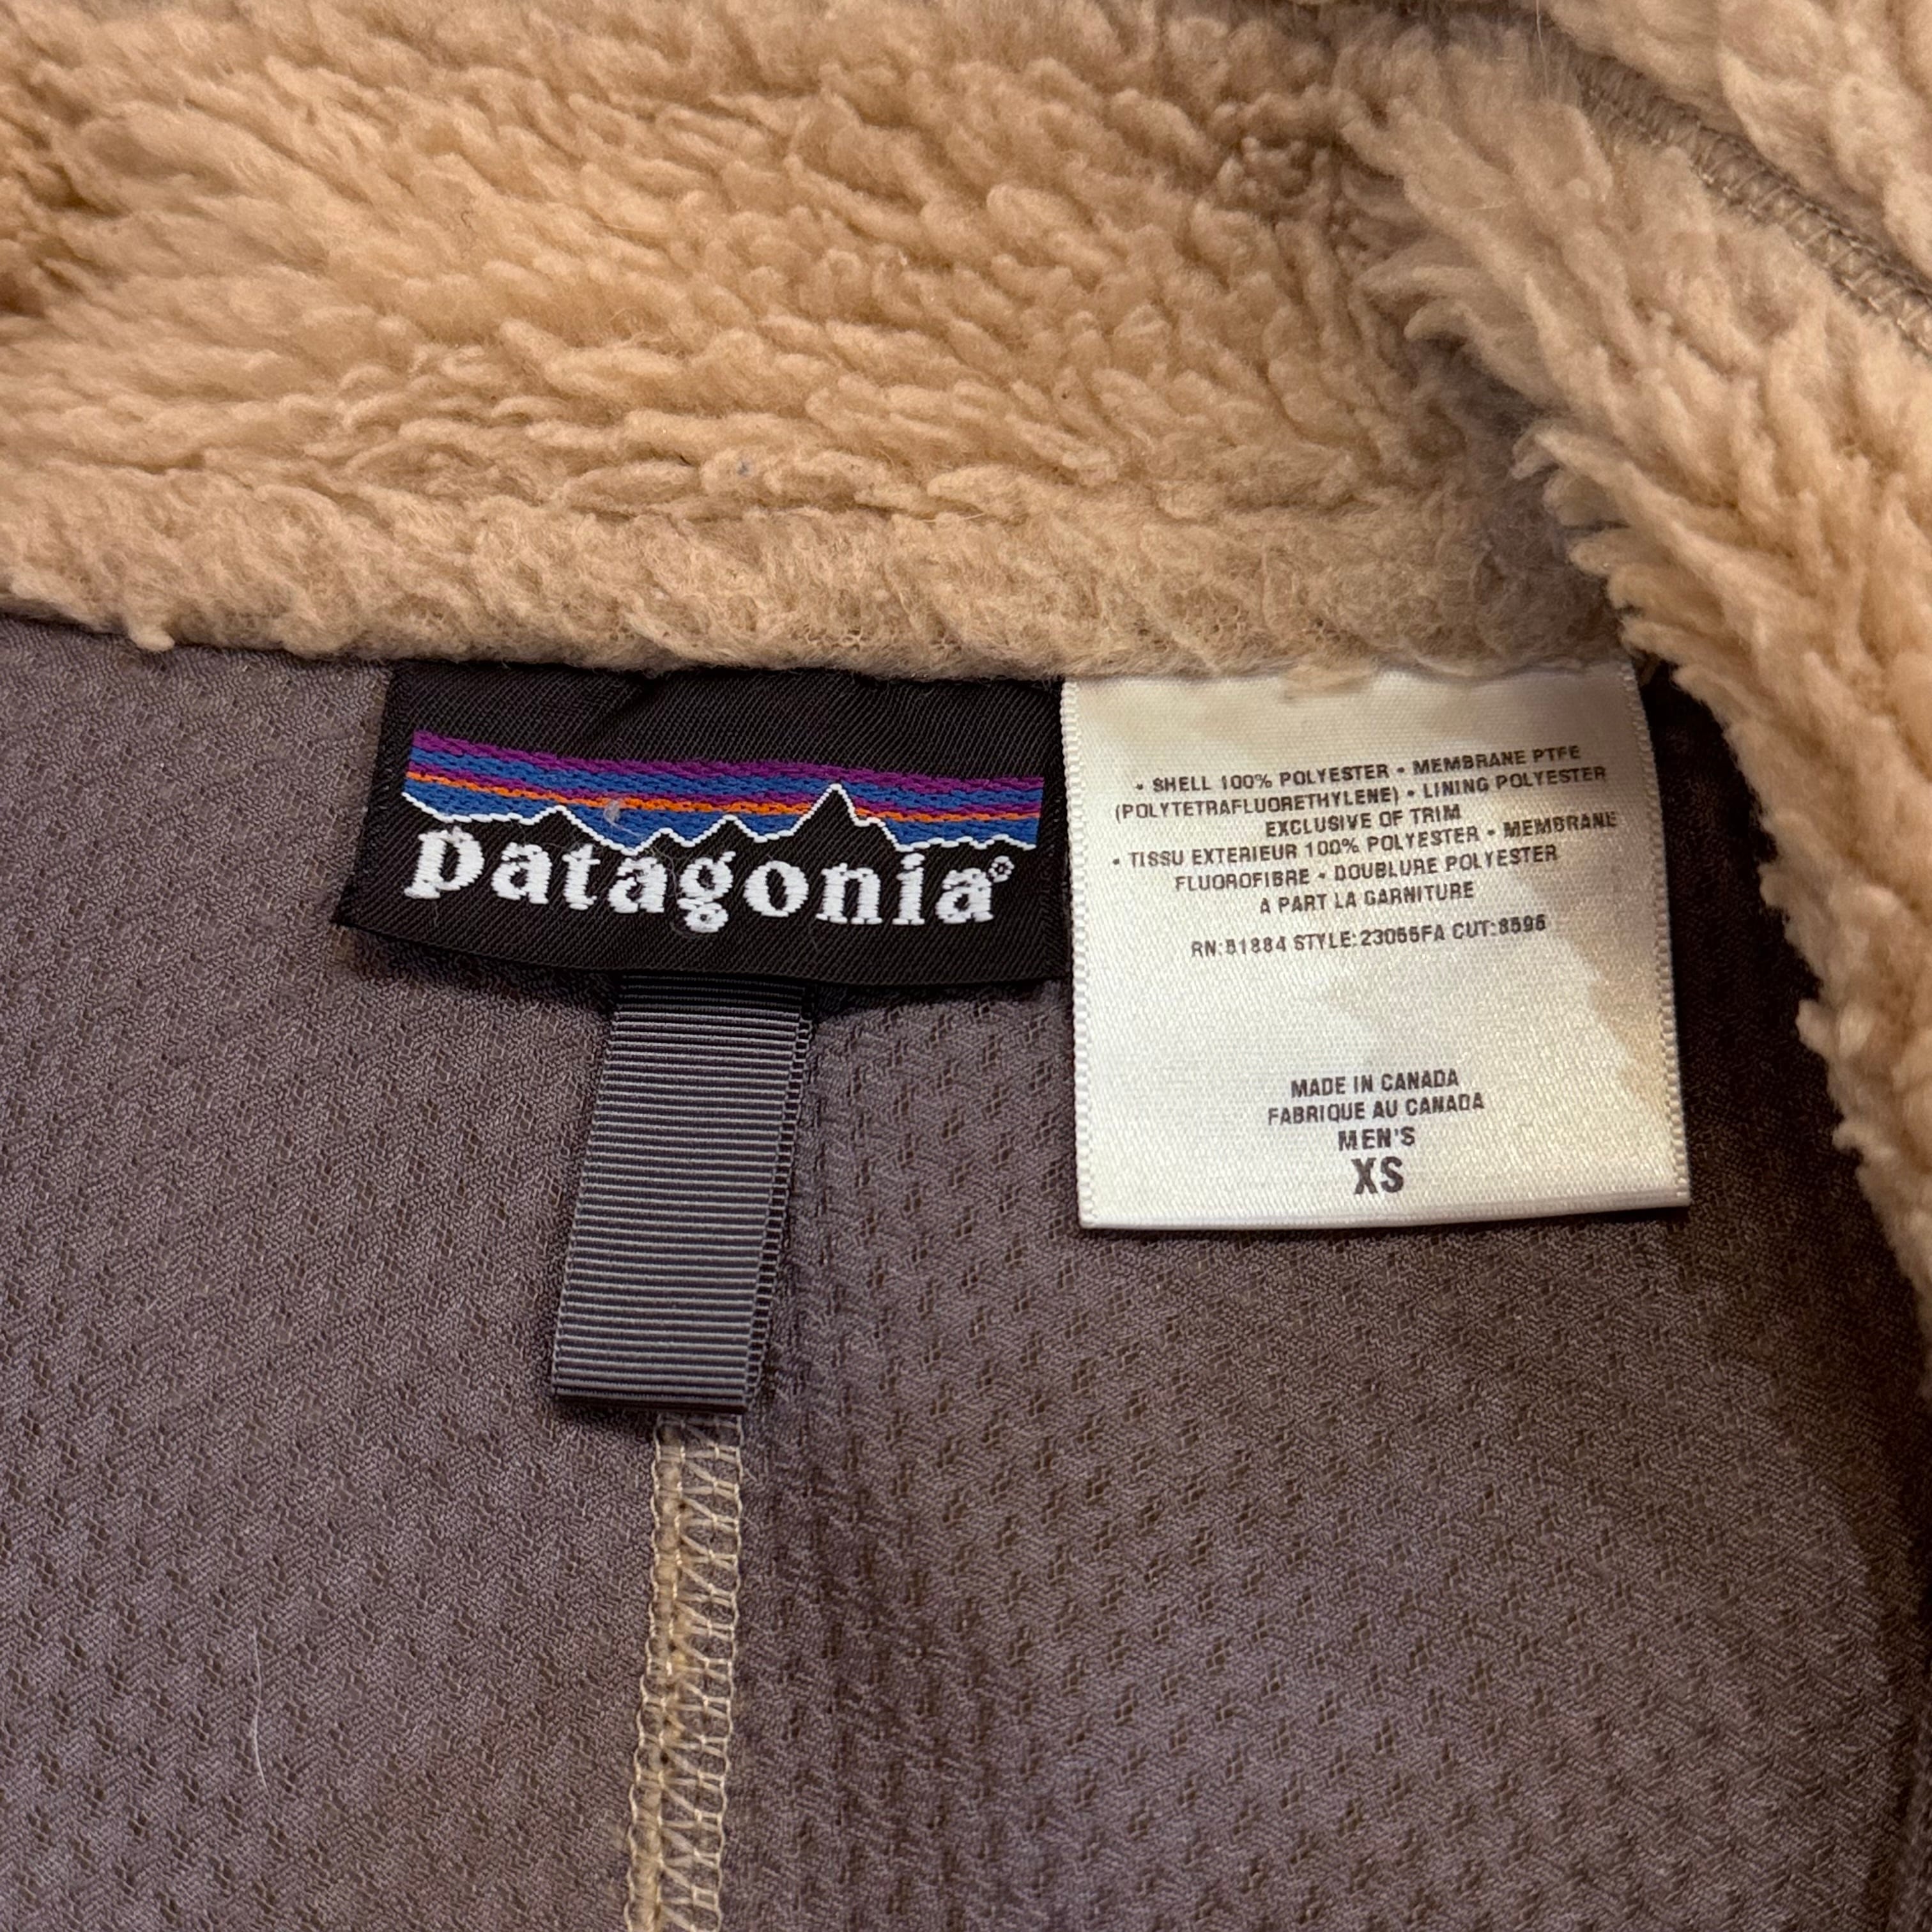 patagonia®
• SHELL 100% POLYESTER • MEMBRANE PTFE
(POLYTETRAFLUORETHYLENE) • LINING POLYESTER
EXCLUSIVE OF TRIM
• TISSU EXTERIEUR 100% POLYESTER • MEMBRANE
FLUOROFIBRE • DOUBLURE POLYESTER
A PART LA GARNITURE
RN:51884 STYLE:23055FA CUT:8595
MADE IN CANADA
FABRIQUE AU CANADA
MEN'S
XS